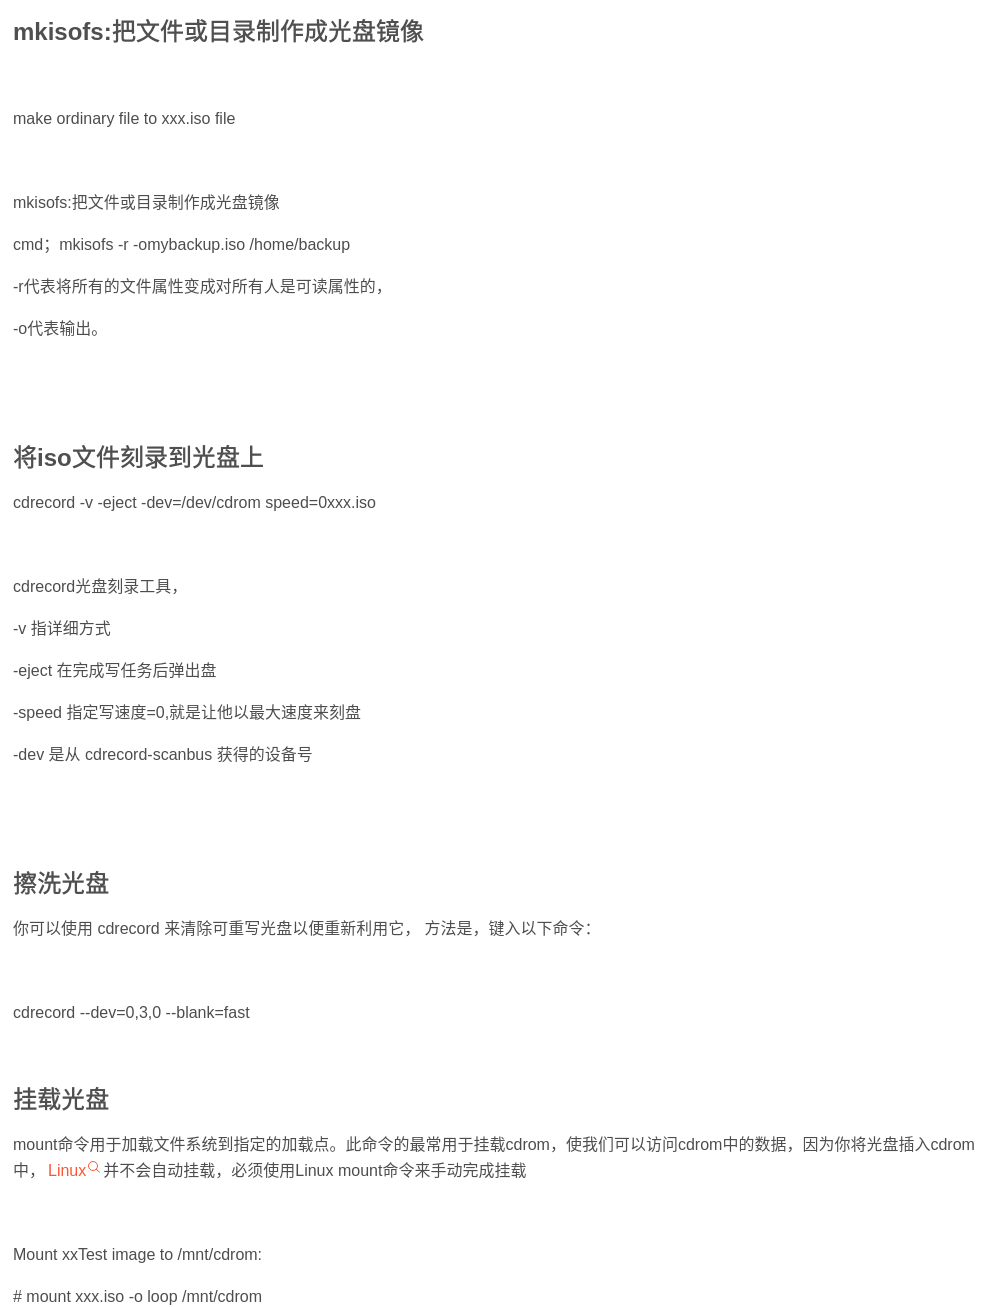 mkisofs:把文件或目录制作成光盘镜像
make ordinary file to xxx.iso file
mkisofs:把文件或目录制作成光盘镜像
cmd；mkisofs -r -omybackup.iso /home/backup
-r代表将所有的文件属性变成对所有人是可读属性的，
-o代表输出。
将iso文件刻录到光盘上
cdrecord -v -eject -dev=/dev/cdrom speed=0xxx.iso
cdrecord光盘刻录工具，
-v 指详细方式
-eject 在完成写任务后弹出盘
-speed 指定写速度=0,就是让他以最大速度来刻盘
-dev 是从 cdrecord-scanbus 获得的设备号
擦洗光盘
你可以使用 cdrecord 来清除可重写光盘以便重新利用它， 方法是，键入以下命令：
cdrecord --dev=0,3,0 --blank=fast
挂载光盘
mount命令用于加载文件系统到指定的加载点。此命令的最常用于挂载cdrom，使我们可以访问cdrom中的数据，因为你将光盘插入cdrom
中， Linux并不会自动挂载，必须使用Linux mount命令来手动完成挂载
Mount xxTest image to /mnt/cdrom:
# mount xxx.iso -o loop /mnt/cdrom